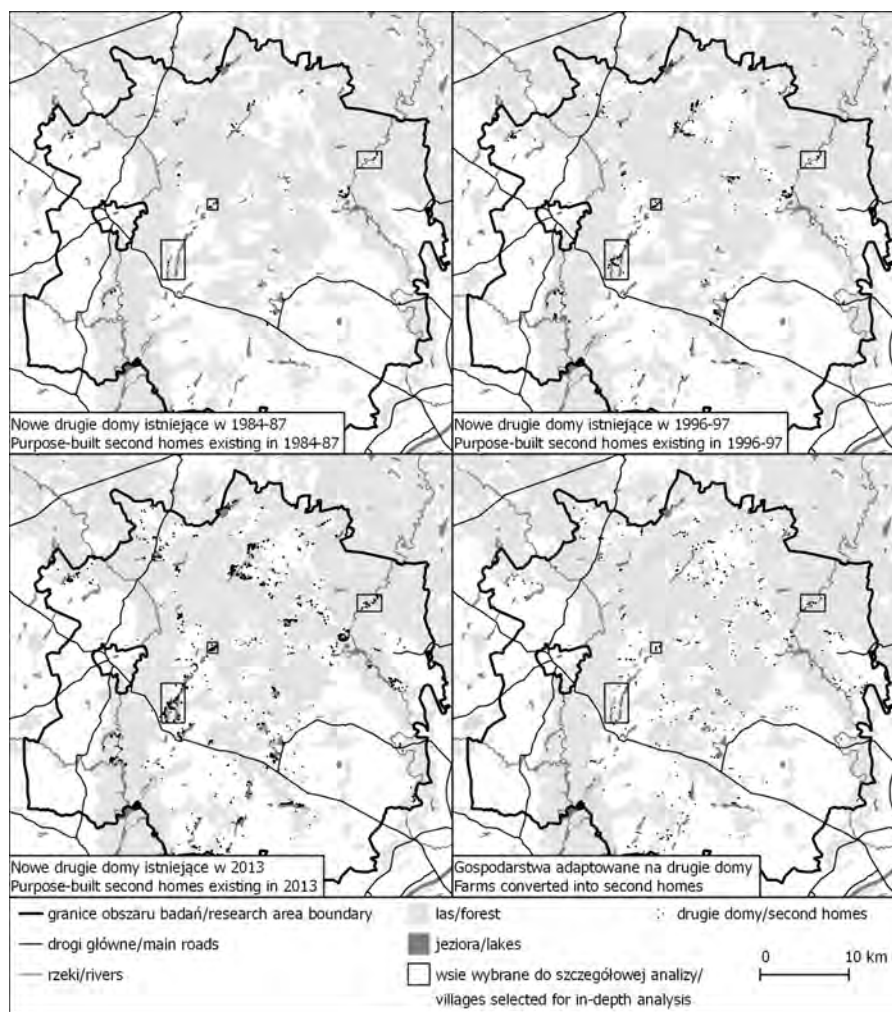 Nowe drugie domy istniejące w 1984-87
Purpose-built second homes existing in 1984-87
Nowe drugie domy istniejące w 1996-97
Purpose-built second homes existing in 1996-97
Nowe drugie domy istniejące w 2013
Purpose-built second homes existing in 2013
Gospodarstwa adaptowane na drugie domy
Farms converted into second homes
granice obszaru badań/research area boundary
drogi główne/main roads
rzeki/rivers
las/forest
jeziora/lakes
wsie wybrane do szczegółowej analizy/
villages selected for in-depth analysis
drugie domy/second homes
0 10 km